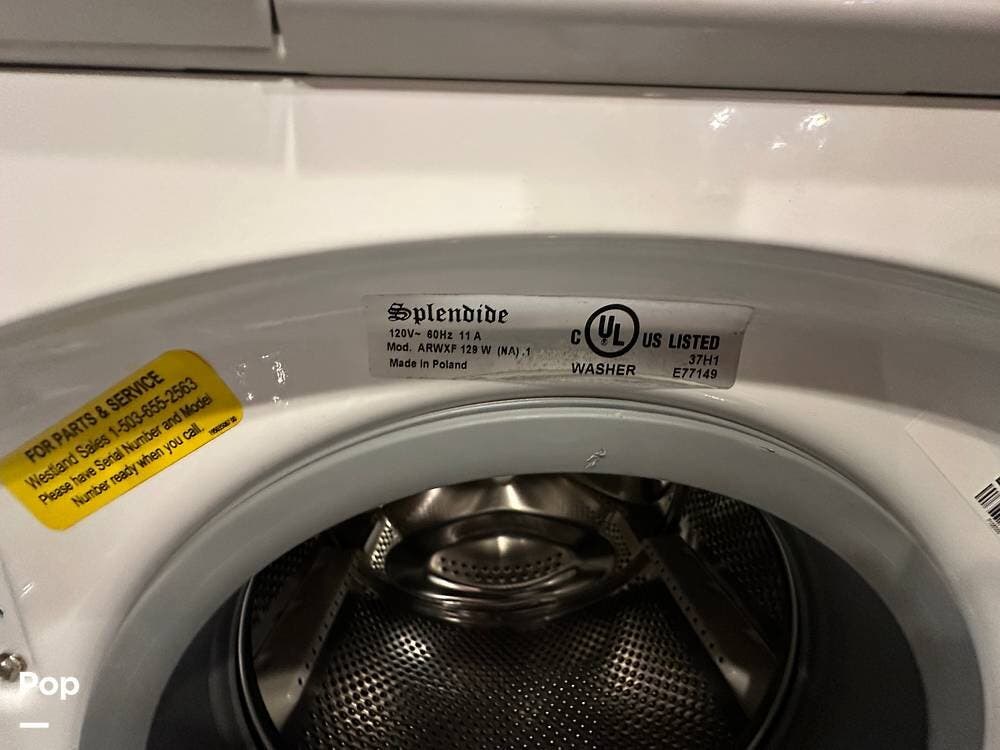 Splendide
120V~ 60Hz 11 A
Mod. ARWXF 129 W (NA) .1
Made in Poland
C UL US LISTED
37H1
WASHER E77149
FOR PARTS & SERVICE
Westland Sales 1-503-655-2563
Please have Serial Number and Model
Number ready when you call.
Pop